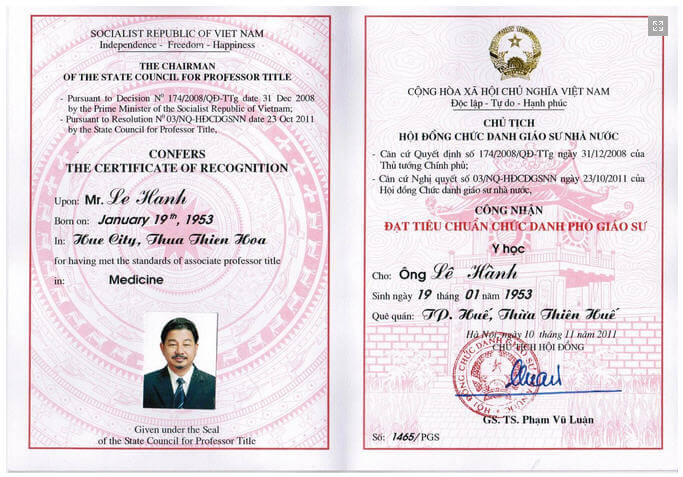 SOCIALIST REPUBLIC OF VIET NAM
Independence - Freedom - Happiness
THE CHAIRMAN
OF THE STATE COUNCIL FOR PROFESSOR TITLE
- Pursuant to Decision N⁰ 174/2008/QĐ-TTg date 31 Dec 2008
by the Prime Minister of the Socialist Republic of Vietnam;
- Pursuant to Resolution N⁰ 03/NQ-HĐCDGSNN date 23 Oct 2011
by the State Council for Professor Title,
CONFERS
THE CERTIFICATE OF RECOGNITION
Upon: Mr. Le Hanh
Born on: January 19th, 1953
In: Hue City, Thua Thien Hoa
for having met the standards of associate professor title
in: Medicine
Given under the Seal
of the State Council for Professor Title
CỘNG HÒA XÃ HỘI CHỦ NGHĨA VIỆT NAM
Độc lập - Tự do - Hạnh phúc
CHỦ TỊCH
HỘI ĐỒNG CHỨC DANH GIÁO SƯ NHÀ NƯỚC
- Căn cứ Quyết định số 174/2008/QĐ-TTg ngày 31/12/2008 của
Thủ tướng Chính phủ;
- Căn cứ Nghị quyết số 03/NQ-HĐCDGSNN ngày 23/10/2011 của
Hội đồng Chức danh giáo sư nhà nước,
CÔNG NHẬN
ĐẠT TIÊU CHUẨN CHỨC DANH PHÓ GIÁO SƯ
Y học
Cho: Ông Lê Hành
Sinh ngày 19 tháng 01 năm 1953
Quê quán: TP. Huế, Thừa Thiên Huế
Hà Nội, ngày 10 tháng 11 năm 2011
CHỦ TỊCH HỘI ĐỒNG
GS. TS. Phạm Vũ Luận
Số: 1465/PGS